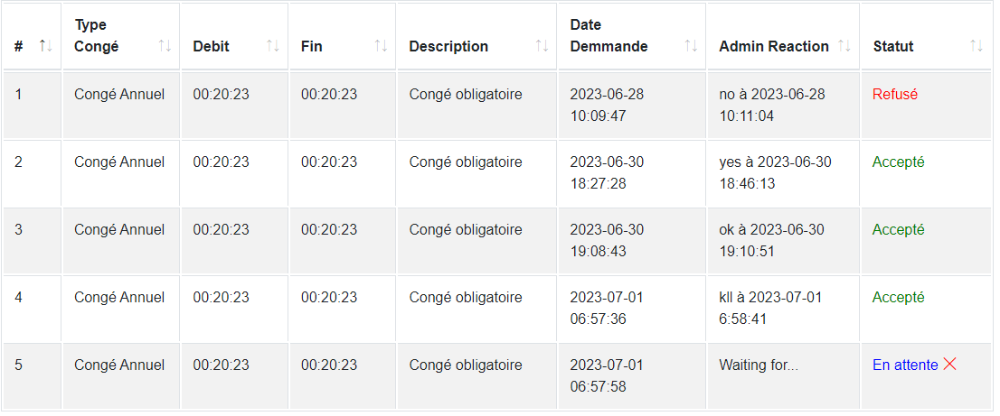 # Type Congé Debit Fin Description Date Demmande Admin Reaction Statut
1 Congé Annuel 00:20:23 00:20:23 Congé obligatoire 2023-06-28 10:09:47 no à 2023-06-28 10:11:04 Refusé
2 Congé Annuel 00:20:23 00:20:23 Congé obligatoire 2023-06-30 18:27:28 yes à 2023-06-30 18:46:13 Accepté
3 Congé Annuel 00:20:23 00:20:23 Congé obligatoire 2023-06-30 19:08:43 ok à 2023-06-30 19:10:51 Accepté
4 Congé Annuel 00:20:23 00:20:23 Congé obligatoire 2023-07-01 06:57:36 kll à 2023-07-01 6:58:41 Accepté
5 Congé Annuel 00:20:23 00:20:23 Congé obligatoire 2023-07-01 06:57:58 Waiting for... En attente